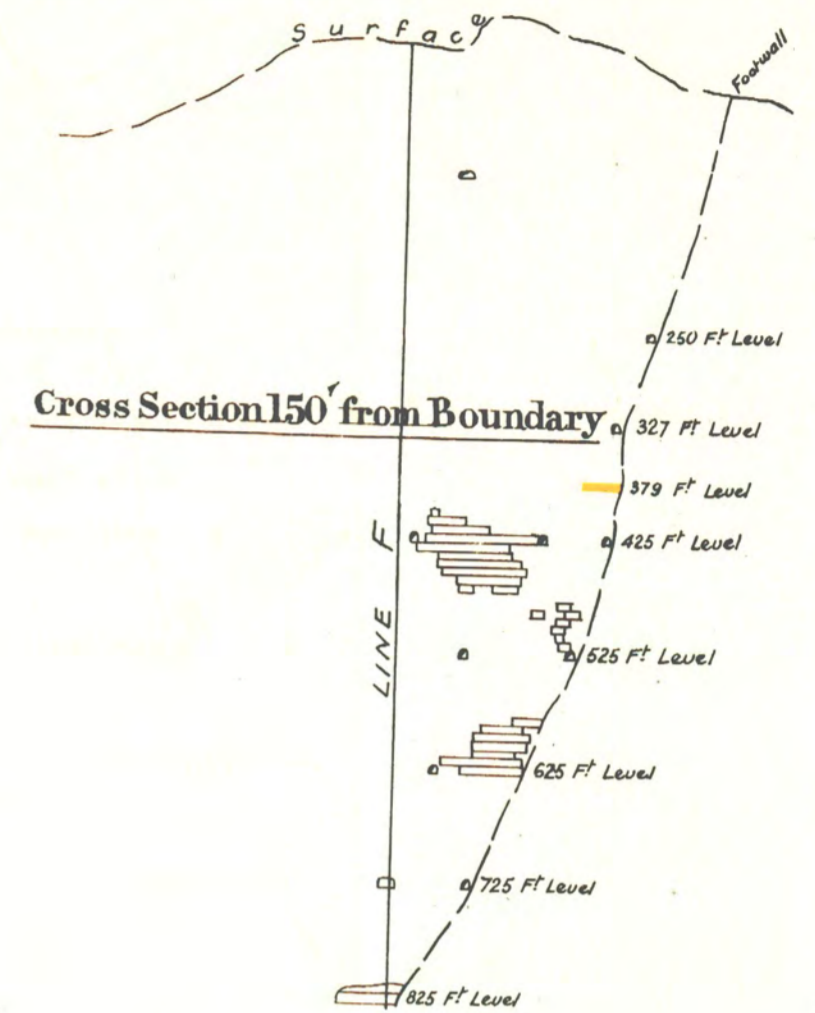 Surface
Footwall
250 Ft Level
Cross Section 150' from Boundary
327 Ft Level
379 Ft Level
LINE F
425 Ft Level
525 Ft Level
625 Ft Level
725 Ft Level
825 Ft Level